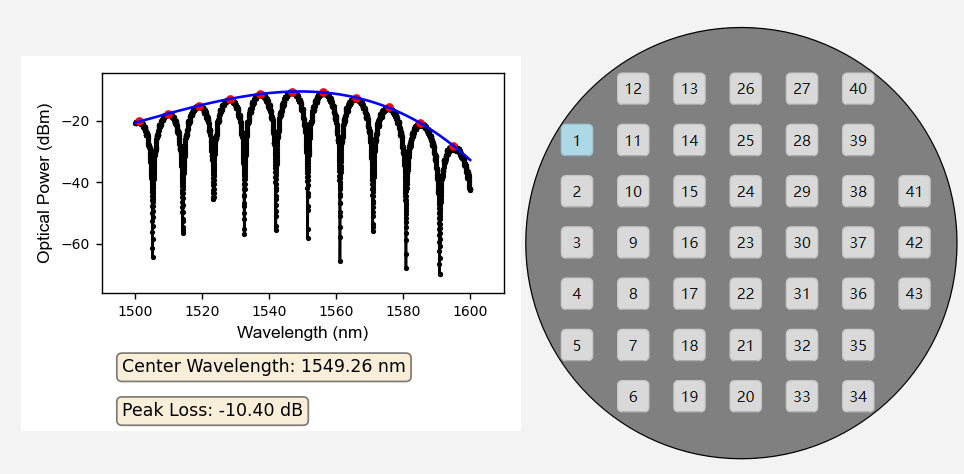 Optical Power (dBm)
−20
−40
−60
1500 1520 1540 1560 1580 1600
Wavelength (nm)
Center Wavelength: 1549.26 nm
Peak Loss: -10.40 dB
12 13 26 27 40
1 11 14 25 28 39
2 10 15 24 29 38 41
3 9 16 23 30 37 42
4 8 17 22 31 36 43
5 7 18 21 32 35
6 19 20 33 34